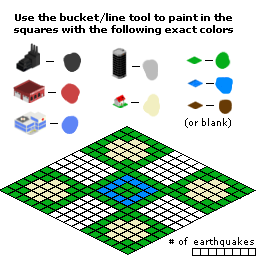 Use the bucket/line tool to paint in the
squares with the following exact colors
(or blank)
# of earthquakes